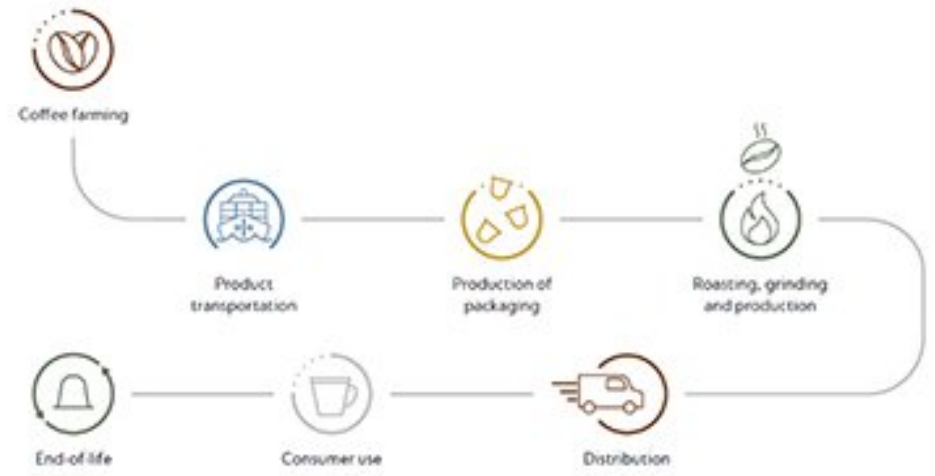 Coffee farming
Product
transportation
Production of
packaging
Roasting, grinding
and production
Distribution
Consumer use
End-of-life